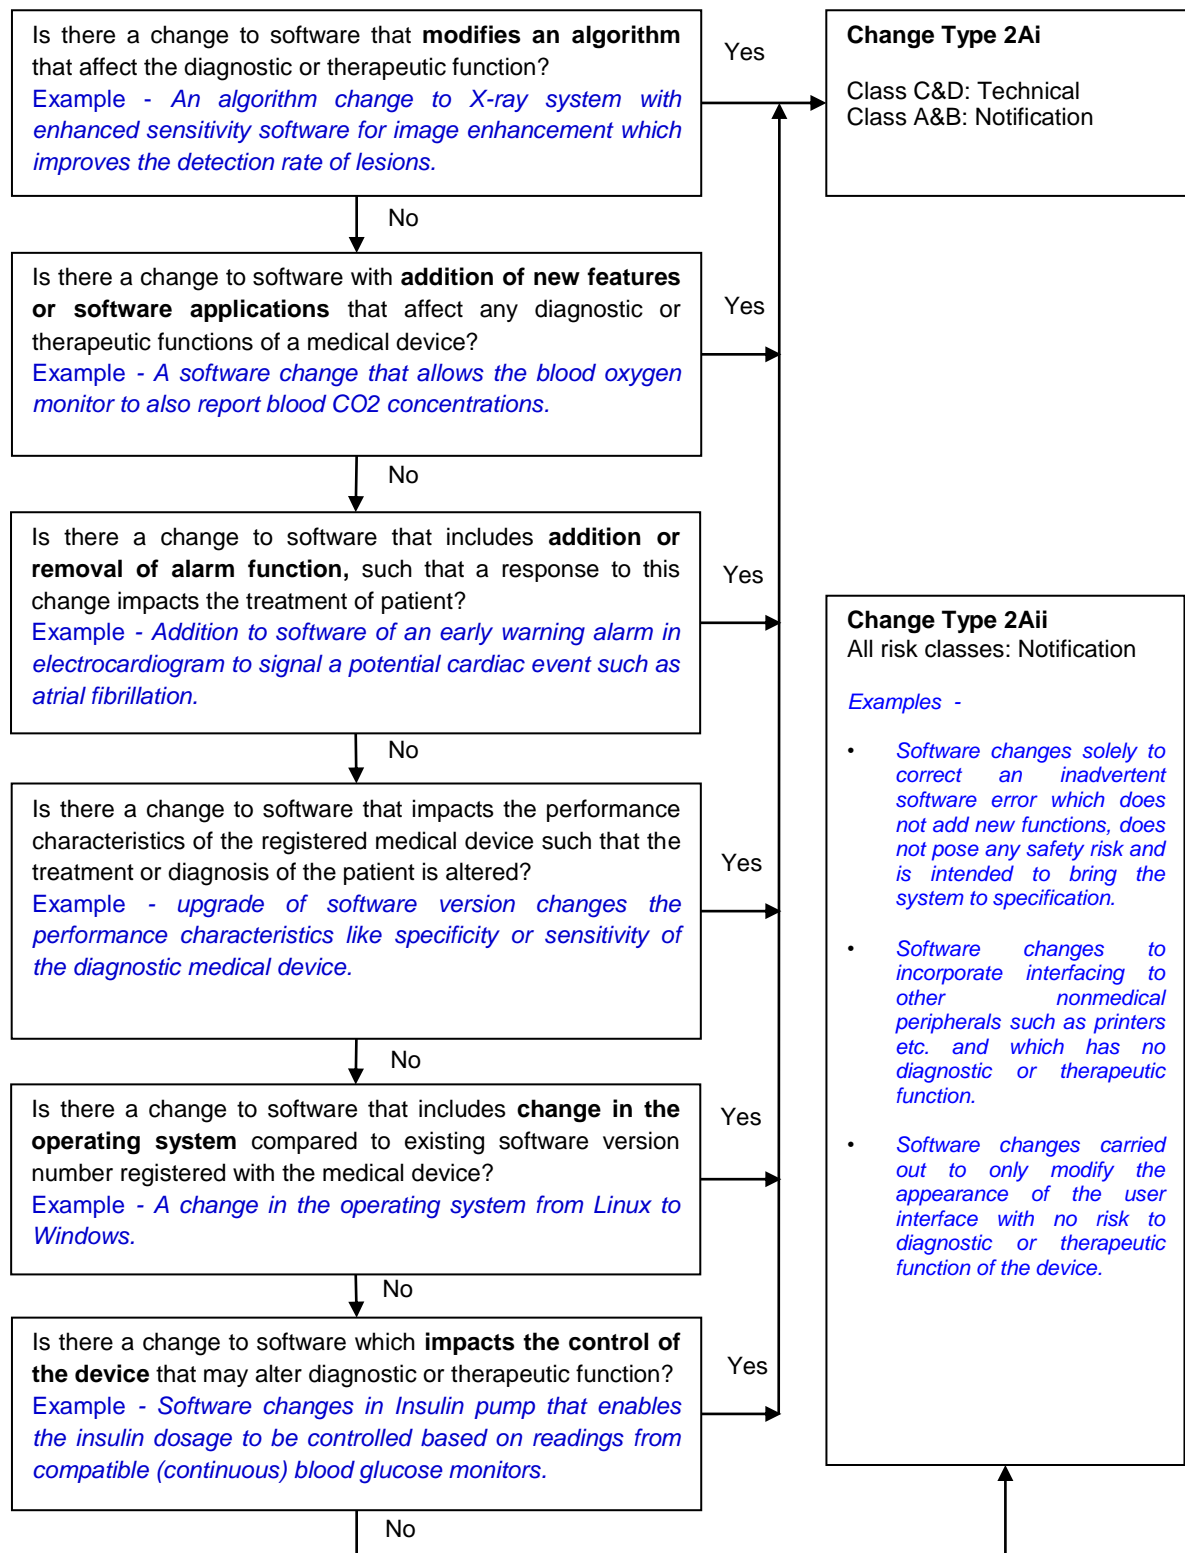 Is there a change to software that modifies an algorithm
that affect the diagnostic or therapeutic function?
Example - An algorithm change to X-ray system with
enhanced sensitivity software for image enhancement which
improves the detection rate of lesions.
Yes
Change Type 2Ai
Class C&D: Technical
Class A&B: Notification
No
Is there a change to software with addition of new features
or software applications that affect any diagnostic or
therapeutic functions of a medical device?
Example - A software change that allows the blood oxygen
monitor to also report blood CO2 concentrations.
Yes
No
Is there a change to software that includes addition or
removal of alarm function, such that a response to this
change impacts the treatment of patient?
Example - Addition to software of an early warning alarm in
electrocardiogram to signal a potential cardiac event such as
atrial fibrillation.
Yes
No
Is there a change to software that impacts the performance
characteristics of the registered medical device such that the
treatment or diagnosis of the patient is altered?
Example - upgrade of software version changes the
performance characteristics like specificity or sensitivity of
the diagnostic medical device.
Yes
No
Is there a change to software that includes change in the
operating system compared to existing software version
number registered with the medical device?
Example - A change in the operating system from Linux to
Windows.
Yes
No
Is there a change to software which impacts the control of
the device that may alter diagnostic or therapeutic function?
Example - Software changes in Insulin pump that enables
the insulin dosage to be controlled based on readings from
compatible (continuous) blood glucose monitors.
Yes
No
Change Type 2Aii
All risk classes: Notification
Examples -
• Software changes solely to
correct an inadvertent
software error which does
not add new functions, does
not pose any safety risk and
is intended to bring the
system to specification.
• Software changes to
incorporate interfacing to
other nonmedical
peripherals such as printers
etc. and which has no
diagnostic or therapeutic
function.
• Software changes carried
out to only modify the
appearance of the user
interface with no risk to
diagnostic or therapeutic
function of the device.